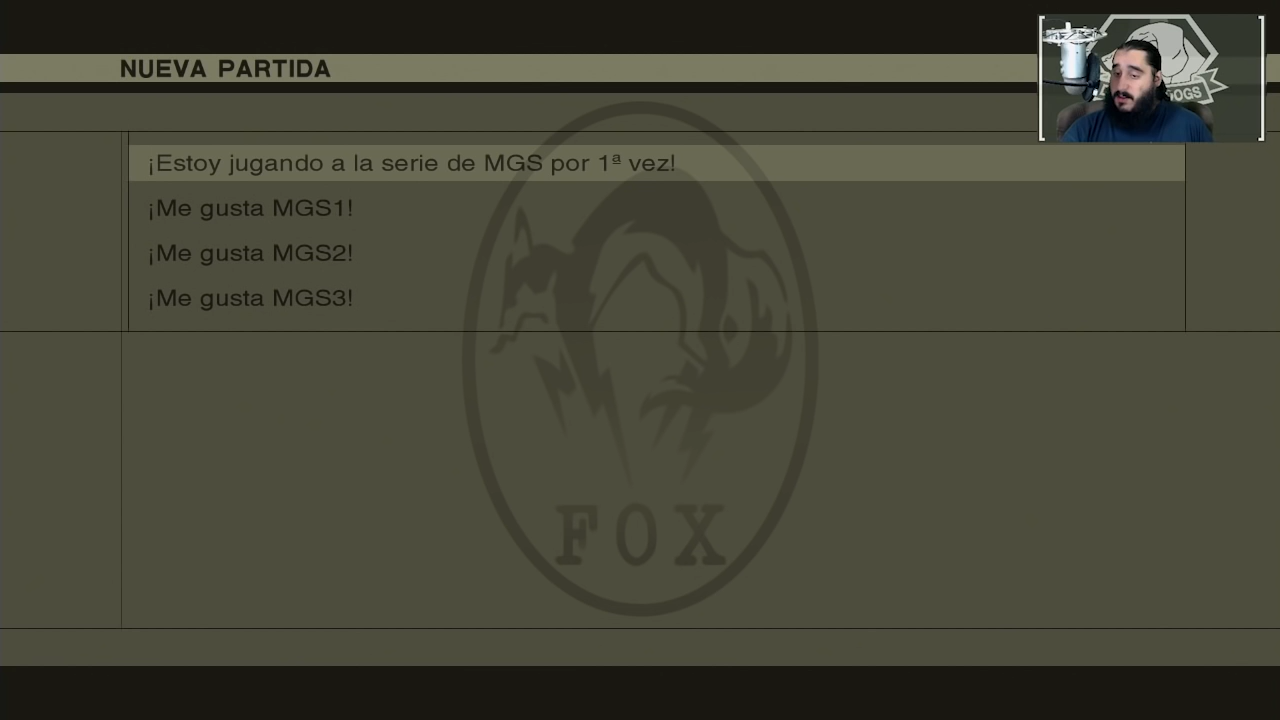 NUEVA PARTIDA
¡Estoy jugando a la serie de MGS por 1ª vez!
¡Me gusta MGS1!
¡Me gusta MGS2!
¡Me gusta MGS3!
FOX